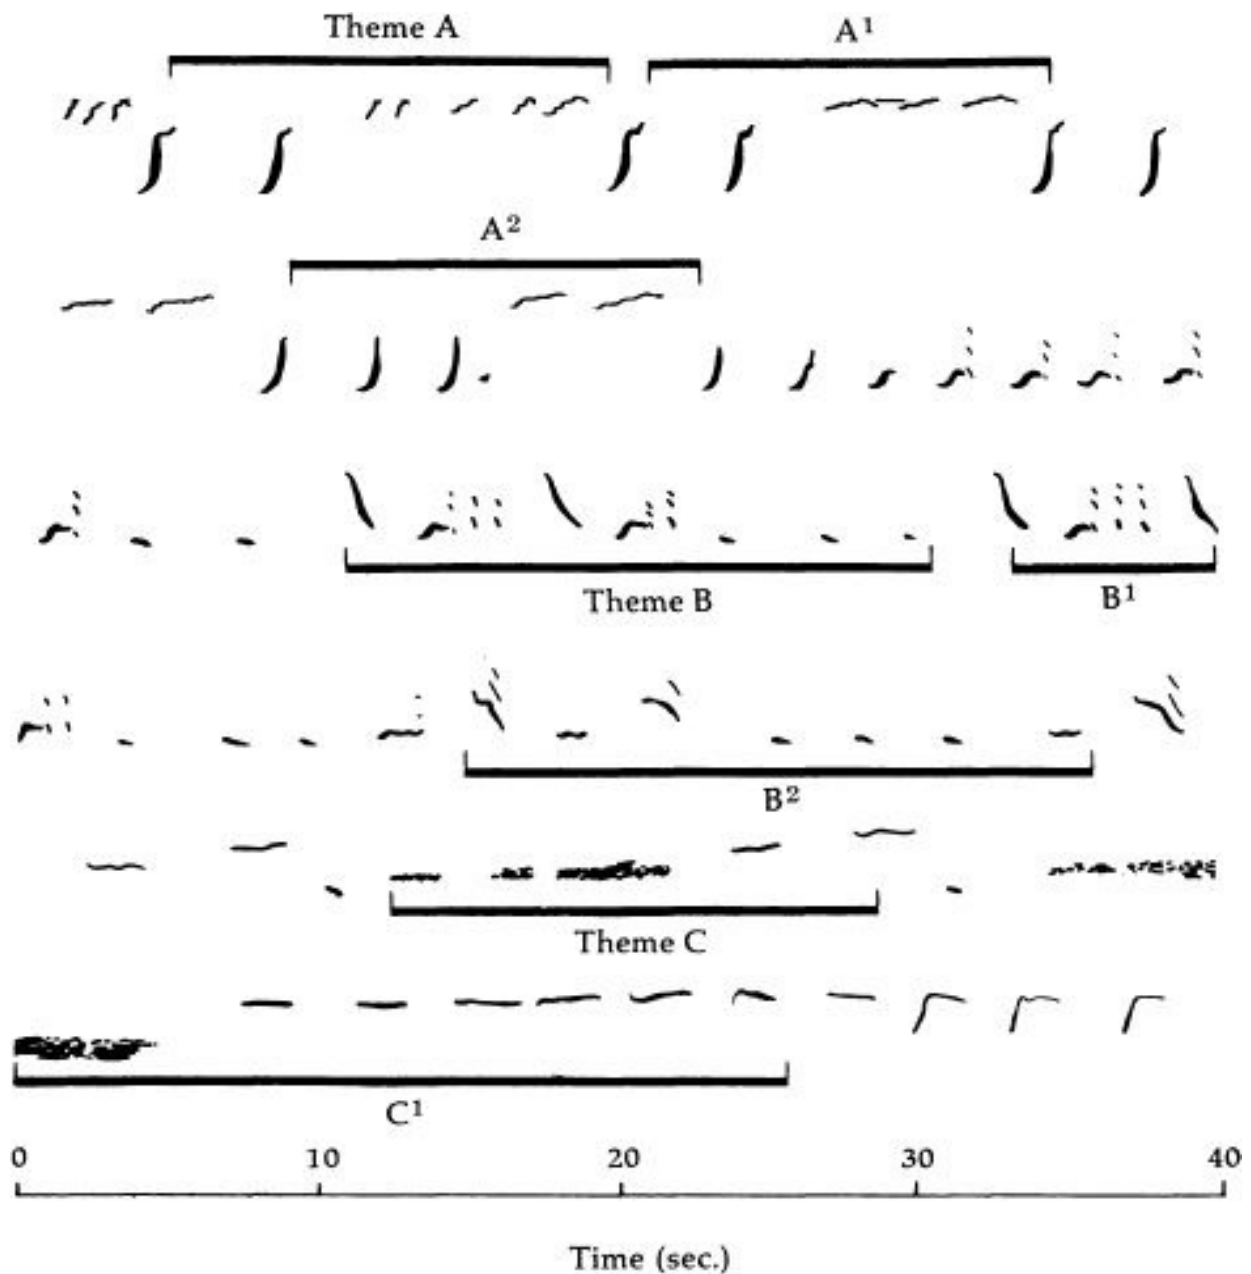 Theme A
A¹
A²
Theme B
B¹
B²
Theme C
C¹
0 10 20 30 40
Time (sec.)